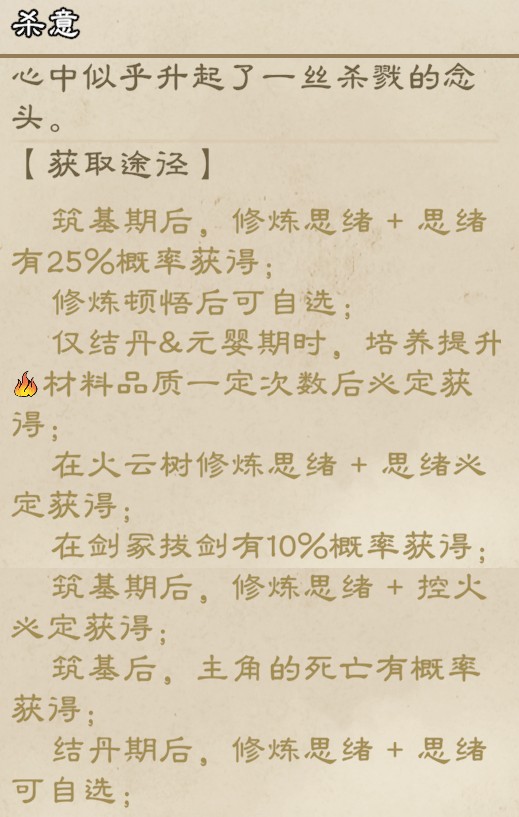 杀意
心中似乎升起了一丝杀戮的念
头。
【获取途径】
筑基期后，修炼思绪 + 思绪
有25%概率获得；
修炼顿悟后可自选；
仅结丹&元婴期时，培养提升
🔥材料品质一定次数后必定获
得；
在火云树修炼思绪 + 思绪必
定获得；
在剑冢拔剑有10%概率获得；
筑基期后，修炼思绪 + 控火
必定获得；
筑基后，主角的死亡有概率
获得；
结丹期后，修炼思绪 + 思绪
可自选；